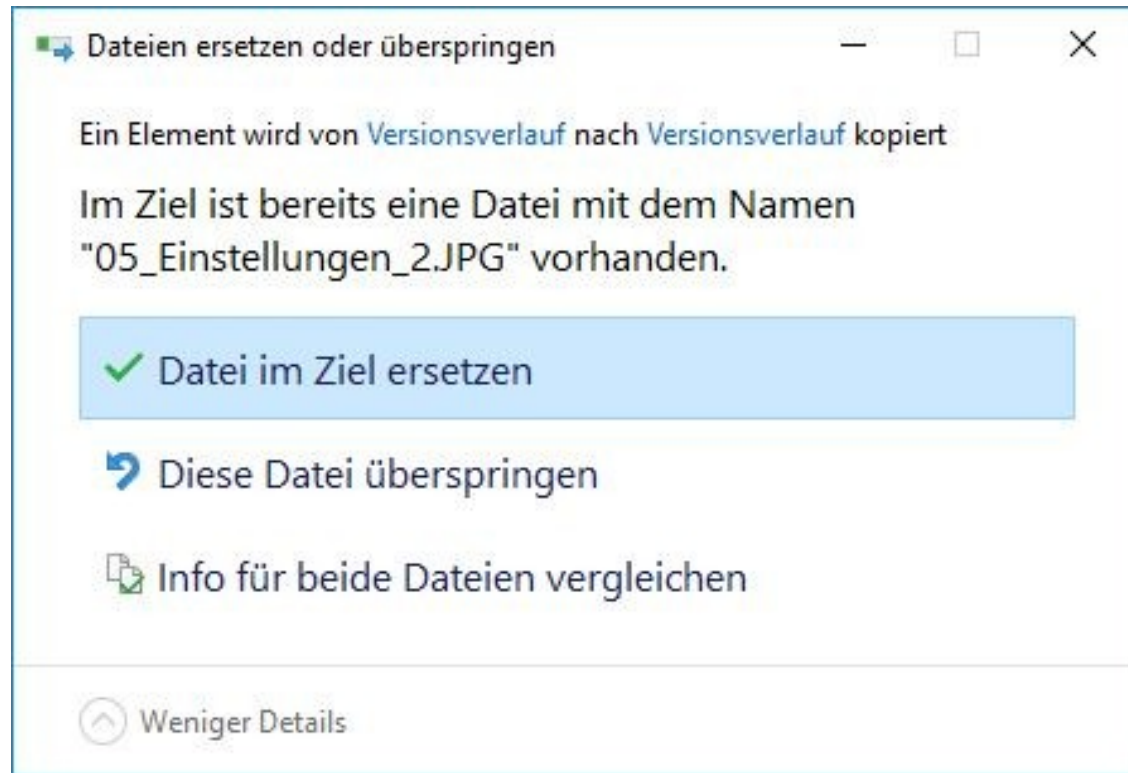 Dateien ersetzen oder überspringen
Ein Element wird von Versionsverlauf nach Versionsverlauf kopiert
Im Ziel ist bereits eine Datei mit dem Namen
"05_Einstellungen_2.JPG" vorhanden.
Datei im Ziel ersetzen
Diese Datei überspringen
Info für beide Dateien vergleichen
Weniger Details